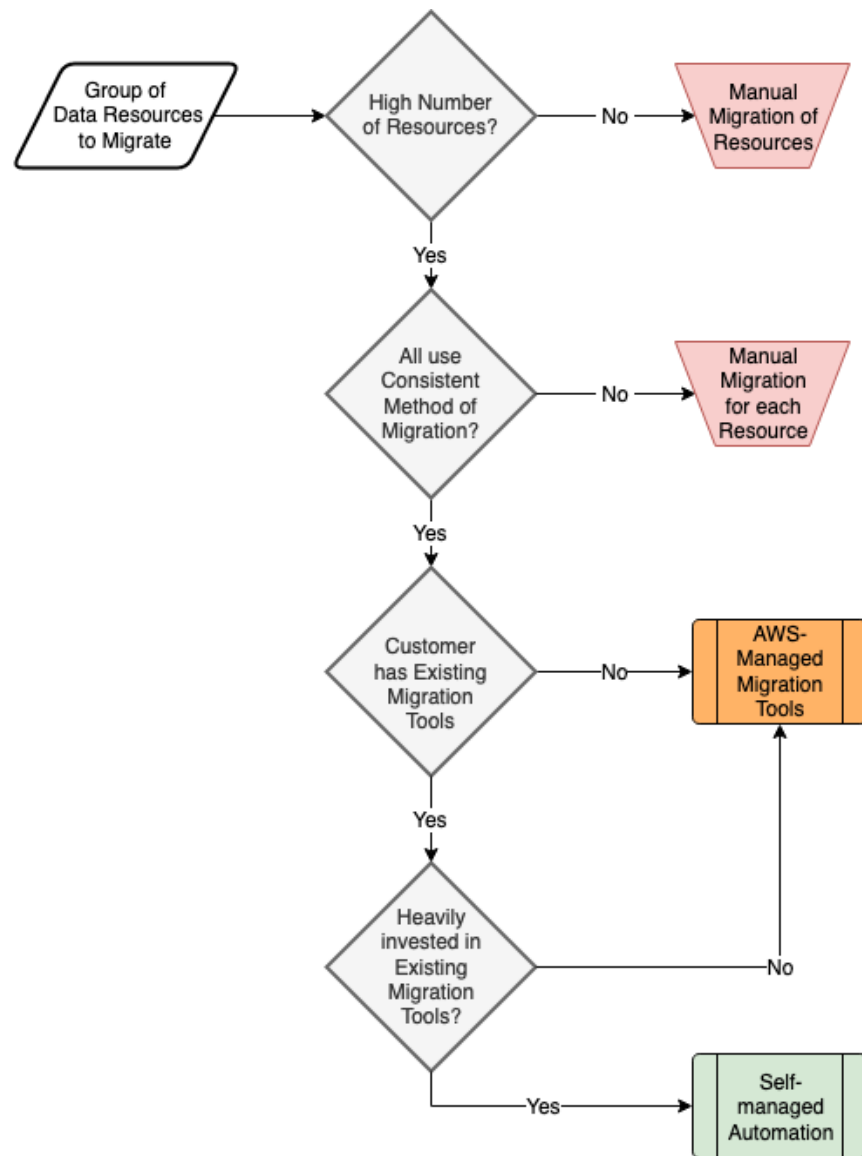 Group of
Data Resources
to Migrate
High Number
of Resources?
No
Manual
Migration of
Resources
Yes
All use
Consistent
Method of
Migration?
No
Manual
Migration
for each
Resource
Yes
Customer
has Existing
Migration
Tools
No
AWS-
Managed
Migration
Tools
Yes
Heavily
invested in
Existing
Migration
Tools?
No
Yes
Self-
managed
Automation